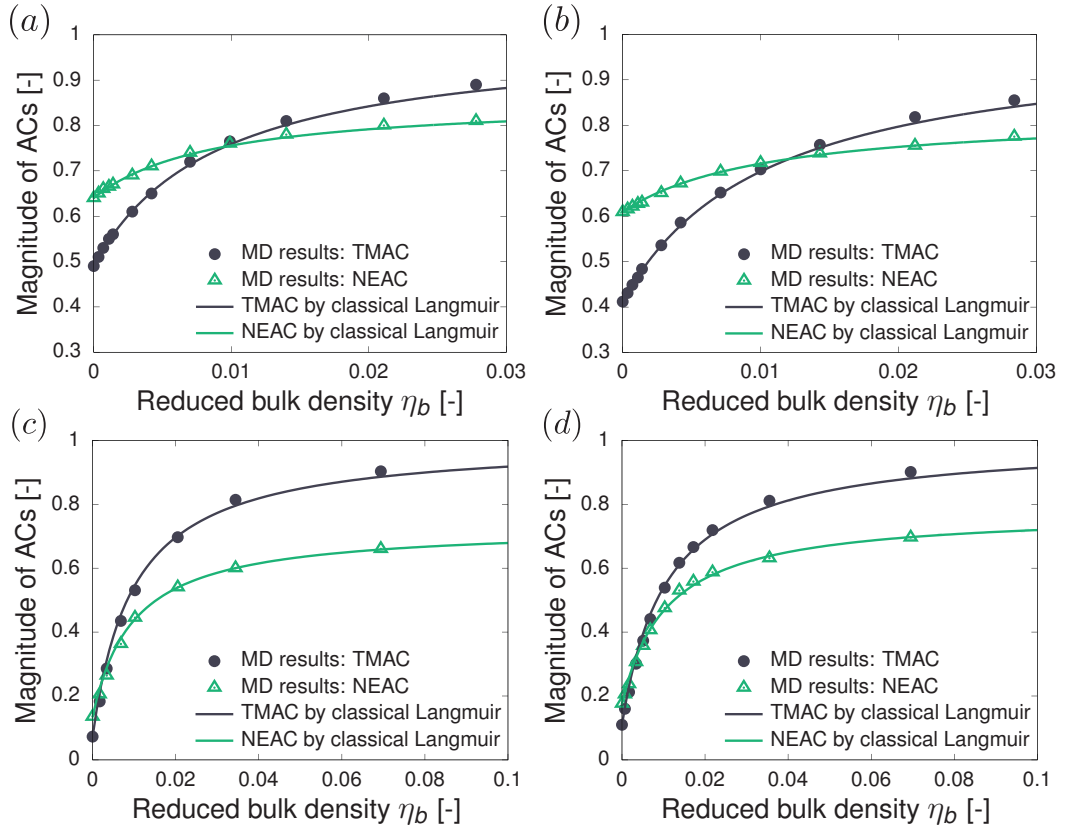 (a)
Magnitude of ACs [-]
1
0.9
0.8
0.7
0.6
0.5
0.4
0.3
MD results: TMAC
MD results: NEAC
TMAC by classical Langmuir
NEAC by classical Langmuir
0 0.01 0.02 0.03
Reduced bulk density ηb [-]
(b)
Magnitude of ACs [-]
1
0.9
0.8
0.7
0.6
0.5
0.4
0.3
MD results: TMAC
MD results: NEAC
TMAC by classical Langmuir
NEAC by classical Langmuir
0 0.01 0.02 0.03
Reduced bulk density ηb [-]
(c)
Magnitude of ACs [-]
1
0.8
0.6
0.4
0.2
0
MD results: TMAC
MD results: NEAC
TMAC by classical Langmuir
NEAC by classical Langmuir
0 0.02 0.04 0.06 0.08 0.1
Reduced bulk density ηb [-]
(d)
Magnitude of ACs [-]
1
0.8
0.6
0.4
0.2
0
MD results: TMAC
MD results: NEAC
TMAC by classical Langmuir
NEAC by classical Langmuir
0 0.02 0.04 0.06 0.08 0.1
Reduced bulk density ηb [-]